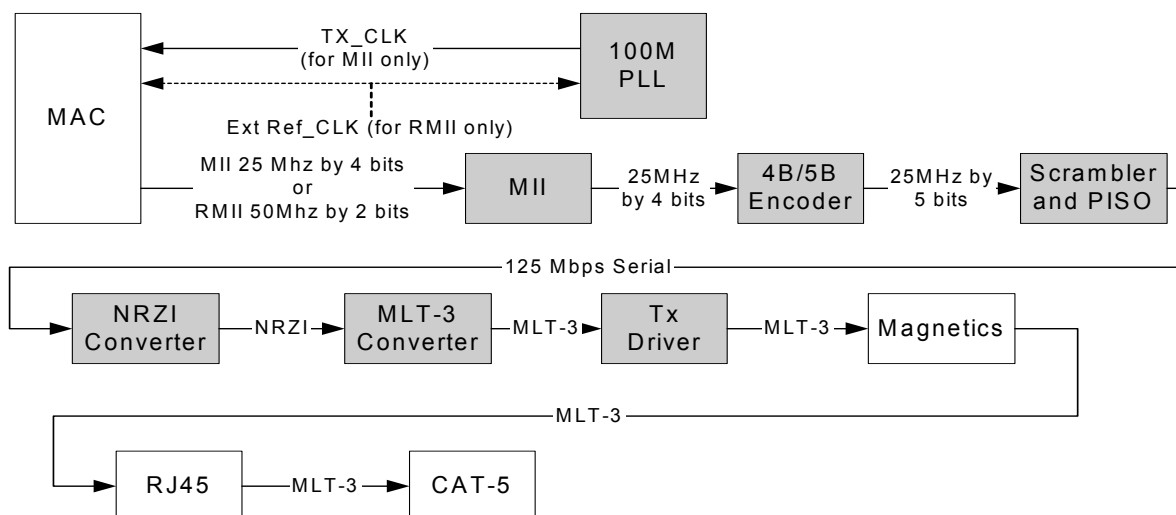 TX_CLK
(for MII only)
100M
PLL
MAC
Ext Ref_CLK (for RMII only)
MII 25 Mhz by 4 bits
or
RMII 50Mhz by 2 bits
MII
25MHz
by 4 bits
4B/5B
Encoder
25MHz by
5 bits
Scrambler
and PISO
125 Mbps Serial
NRZI
Converter
NRZI
MLT-3
Converter
MLT-3
Tx
Driver
MLT-3
Magnetics
MLT-3
RJ45
MLT-3
CAT-5